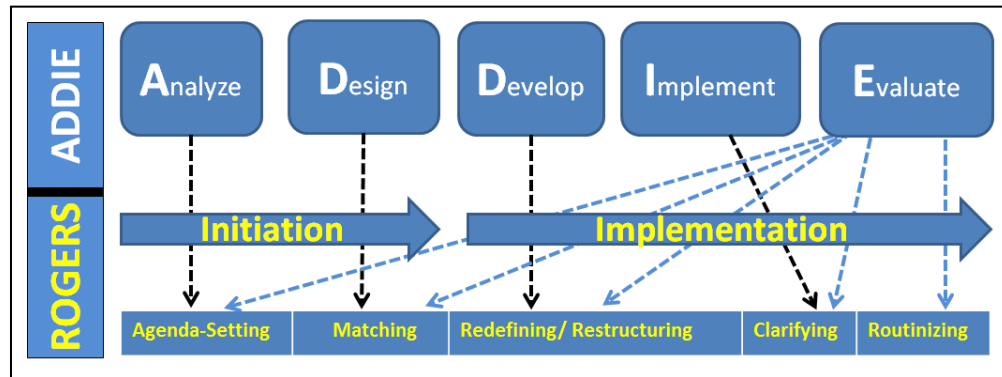 ADDIE
Analyze
Design
Develop
Implement
Evaluate
ROGERS
Initiation
Implementation
Agenda-Setting
Matching
Redefining/ Restructuring
Clarifying
Routinizing